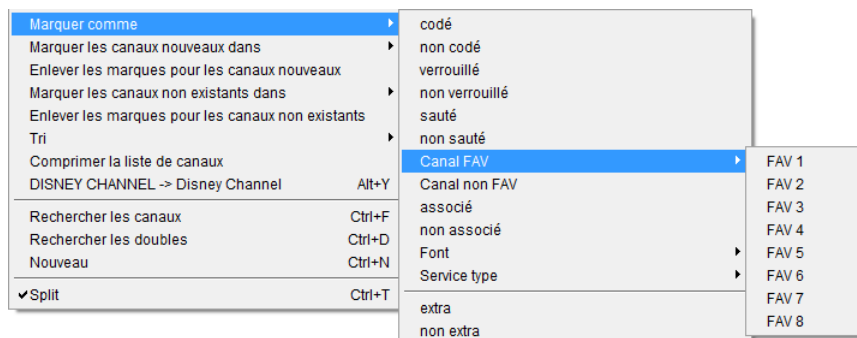 Marquer comme
Marquer les canaux nouveaux dans
Enlever les marques pour les canaux nouveaux
Marquer les canaux non existants dans
Enlever les marques pour les canaux non existants
Tri
Comprimer la liste de canaux
DISNEY CHANNEL -> Disney Channel Alt+Y
Rechercher les canaux Ctrl+F
Rechercher les doubles Ctrl+D
Nouveau Ctrl+N
Split Ctrl+T
codé
non codé
verrouillé
non verrouillé
sauté
non sauté
Canal FAV
Canal non FAV
associé
non associé
Font
Service type
extra
non extra
FAV 1
FAV 2
FAV 3
FAV 4
FAV 5
FAV 6
FAV 7
FAV 8